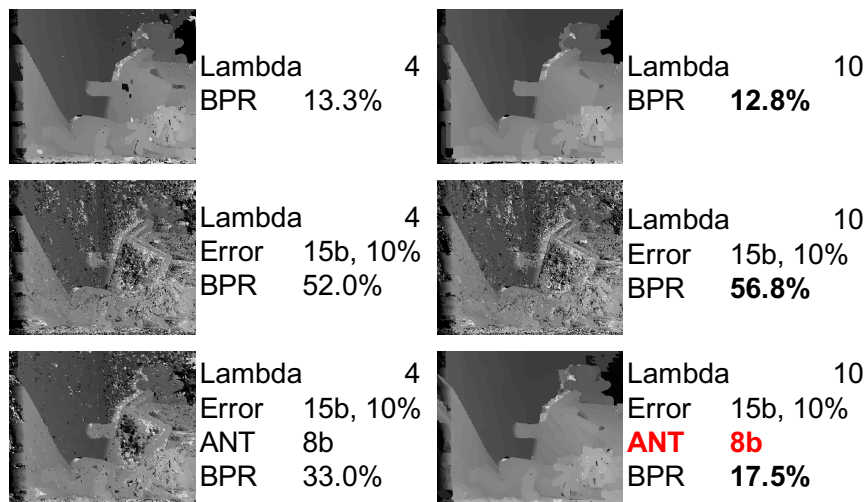 Lambda 4
BPR 13.3%
Lambda 10
BPR 12.8%
Lambda 4
Error 15b, 10%
BPR 52.0%
Lambda 10
Error 15b, 10%
BPR 56.8%
Lambda 4
Error 15b, 10%
ANT 8b
BPR 33.0%
Lambda 10
Error 15b, 10%
ANT 8b
BPR 17.5%